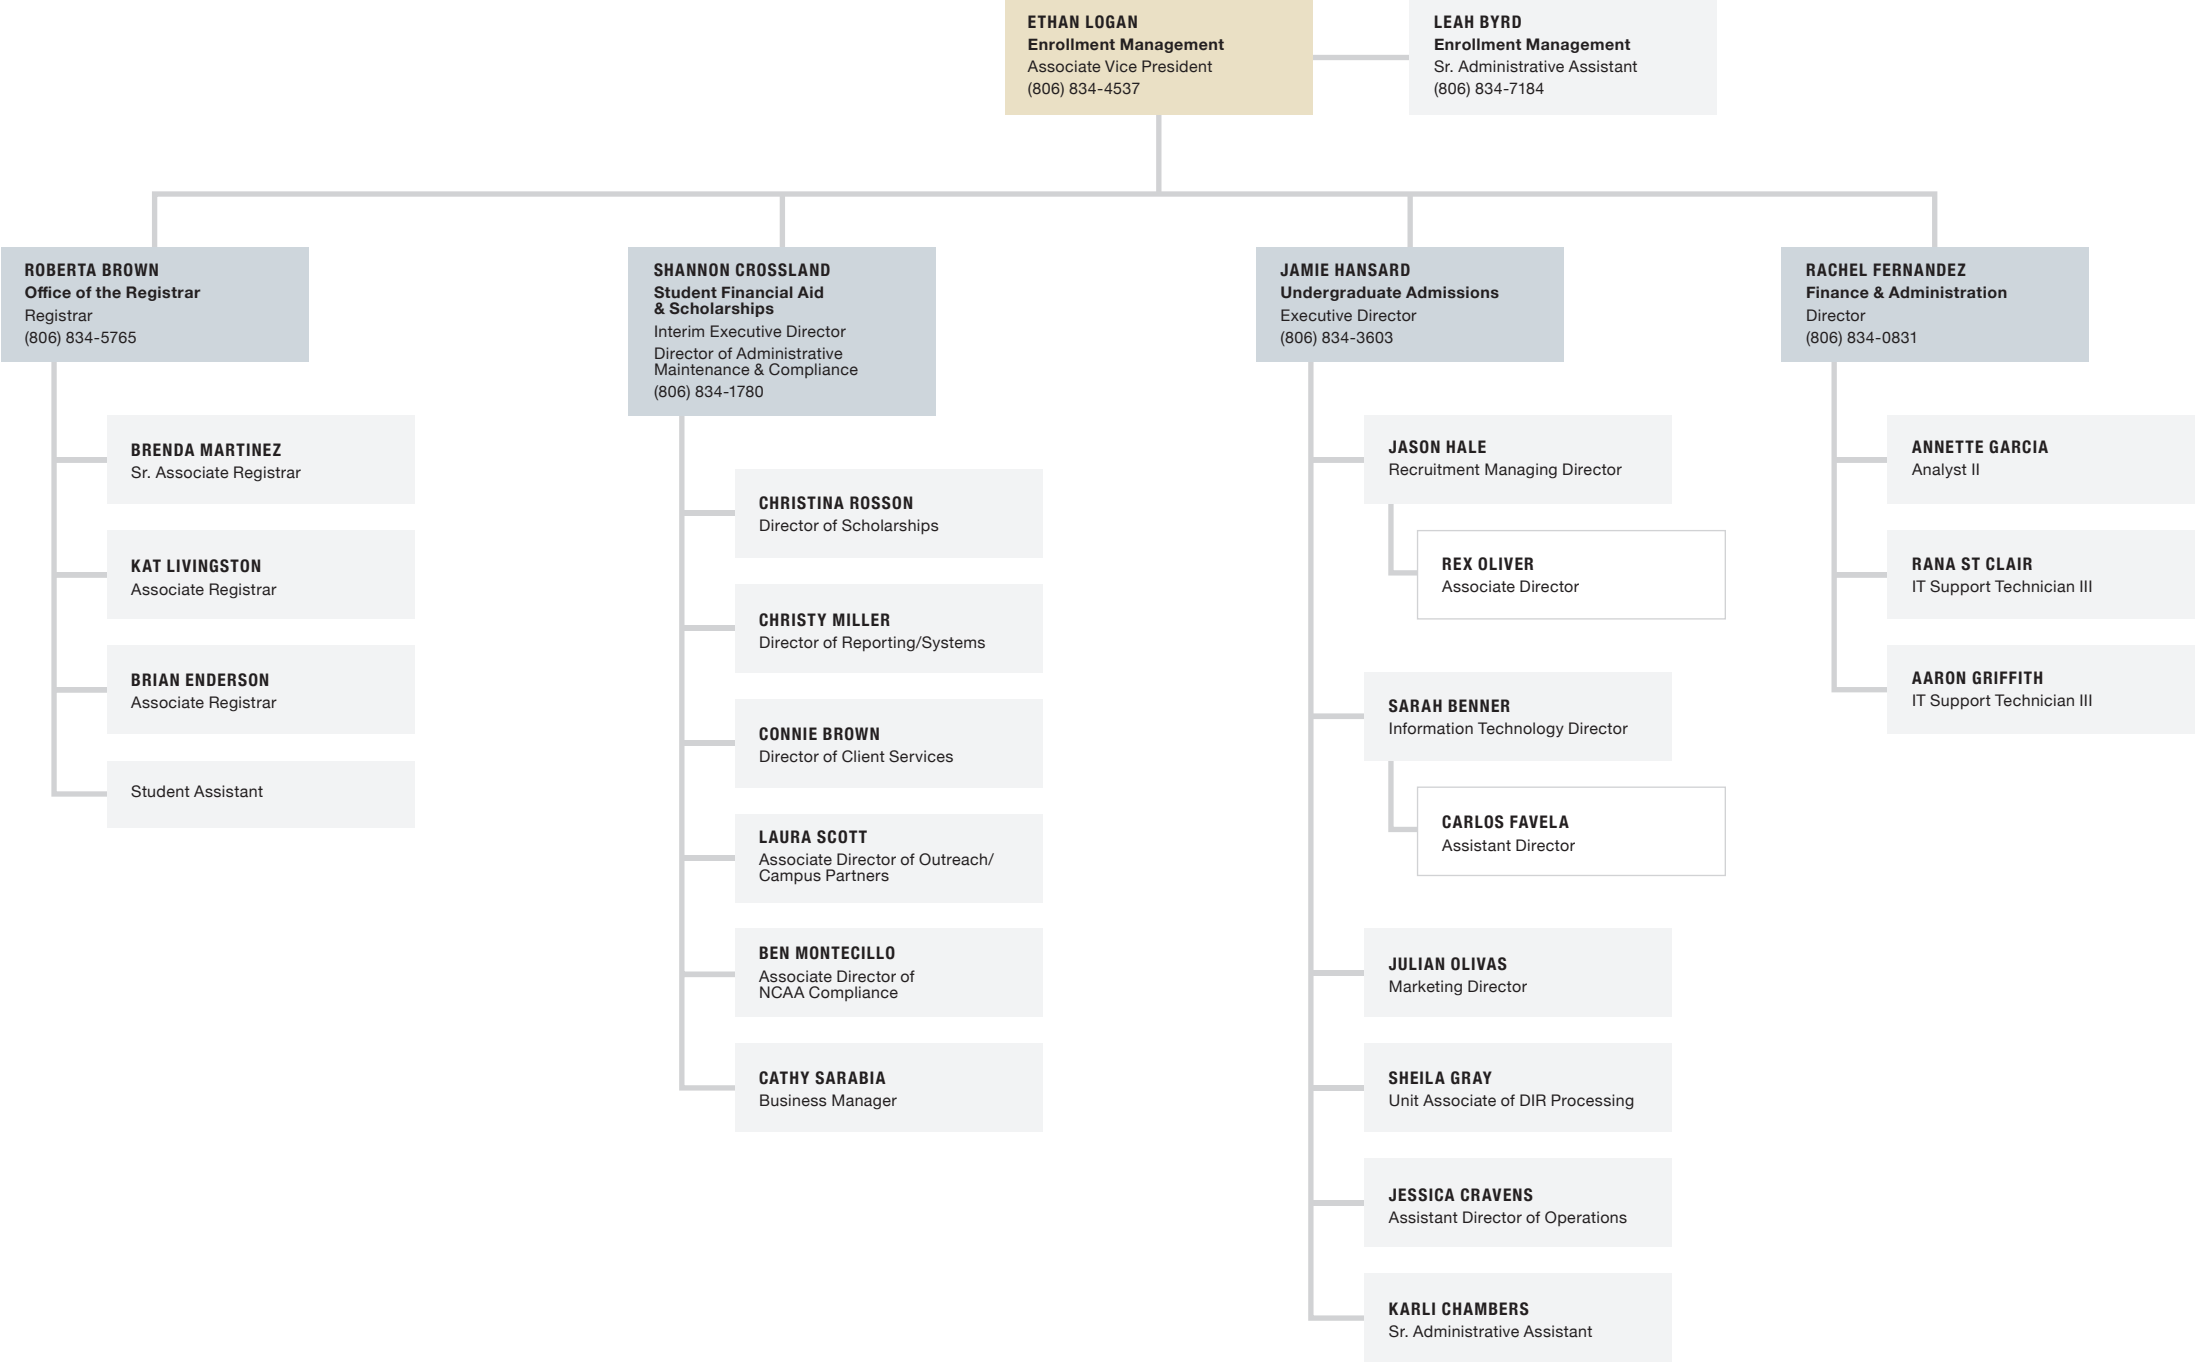 ETHAN LOGAN
Enrollment Management
Associate Vice President
(806) 834-4537
LEAH BYRD
Enrollment Management
Sr. Administrative Assistant
(806) 834-7184
ROBERTA BROWN
Office of the Registrar
Registrar
(806) 834-5765
BRENDA MARTINEZ
Sr. Associate Registrar
KAT LIVINGSTON
Associate Registrar
BRIAN ENDERSON
Associate Registrar
Student Assistant
SHANNON CROSSLAND
Student Financial Aid
& Scholarships
Interim Executive Director
Director of Administrative
Maintenance & Compliance
(806) 834-1780
CHRISTINA ROSSON
Director of Scholarships
CHRISTY MILLER
Director of Reporting/Systems
CONNIE BROWN
Director of Client Services
LAURA SCOTT
Associate Director of Outreach/
Campus Partners
BEN MONTECILLO
Associate Director of
NCAA Compliance
CATHY SARABIA
Business Manager
JAMIE HANSARD
Undergraduate Admissions
Executive Director
(806) 834-3603
JASON HALE
Recruitment Managing Director
REX OLIVER
Associate Director
SARAH BENNER
Information Technology Director
CARLOS FAVELA
Assistant Director
JULIAN OLIVAS
Marketing Director
SHEILA GRAY
Unit Associate of DIR Processing
JESSICA CRAVENS
Assistant Director of Operations
KARLI CHAMBERS
Sr. Administrative Assistant
RACHEL FERNANDEZ
Finance & Administration
Director
(806) 834-0831
ANNETTE GARCIA
Analyst II
RANA ST CLAIR
IT Support Technician III
AARON GRIFFITH
IT Support Technician III